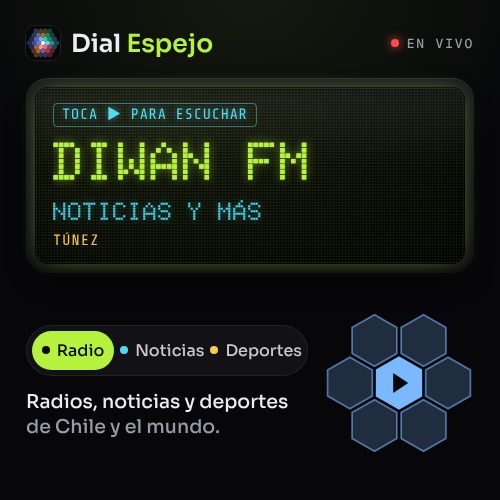 Dial Espejo
EN VIVO
TOCA ▶ PARA ESCUCHAR
DIWAN FM
NOTICIAS Y MÁS
TÚNEZ
Radio Noticias Deportes
Radios, noticias y deportes
de Chile y el mundo.